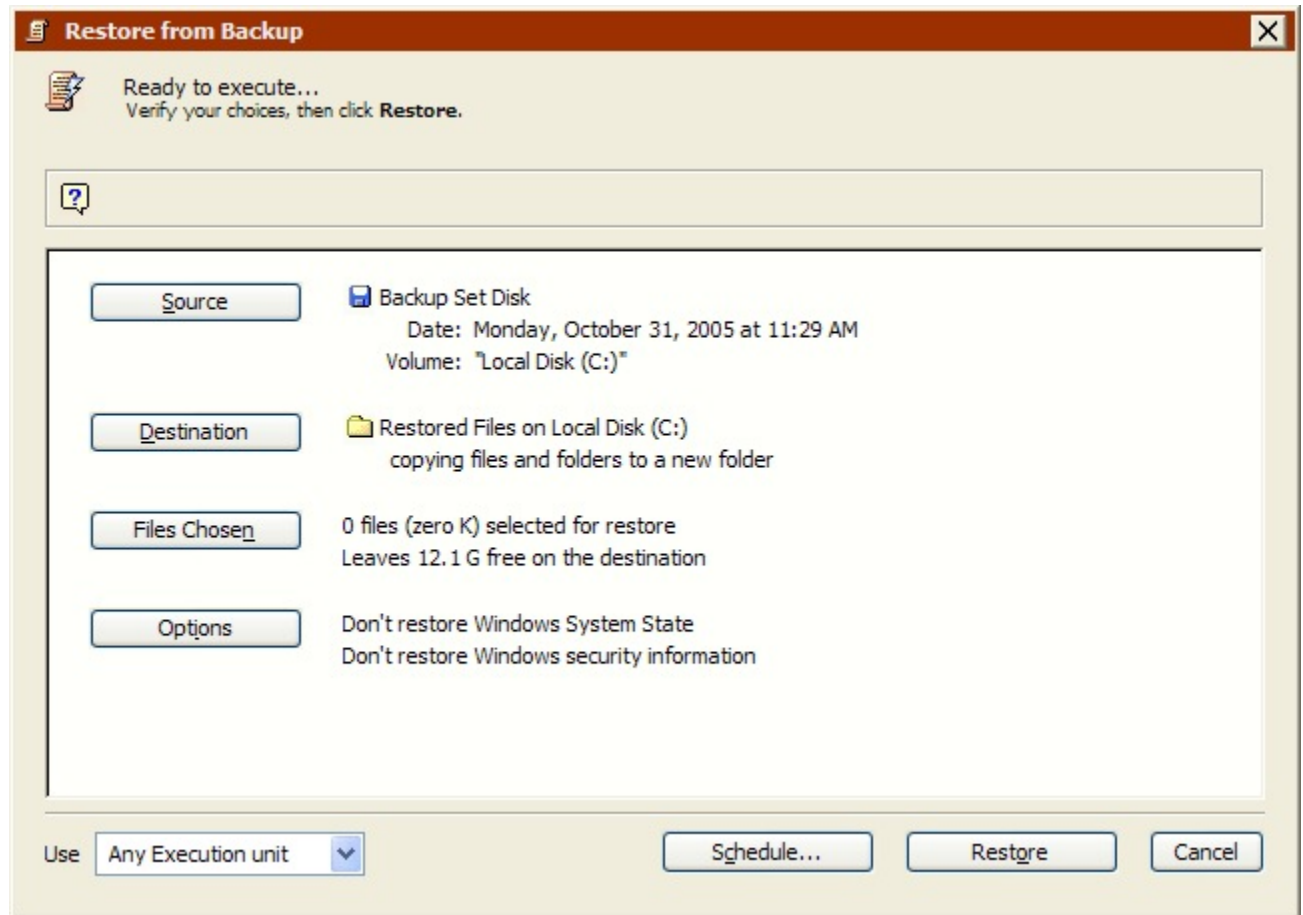 Restore from Backup
Ready to execute...
Verify your choices, then click Restore.
Source
Backup Set Disk
Date: Monday, October 31, 2005 at 11:29 AM
Volume: "Local Disk (C:)"
Destination
Restored Files on Local Disk (C:)
copying files and folders to a new folder
Files Chosen
0 files (zero K) selected for restore
Leaves 12.1 G free on the destination
Options
Don't restore Windows System State
Don't restore Windows security information
Use Any Execution unit Schedule... Restore Cancel